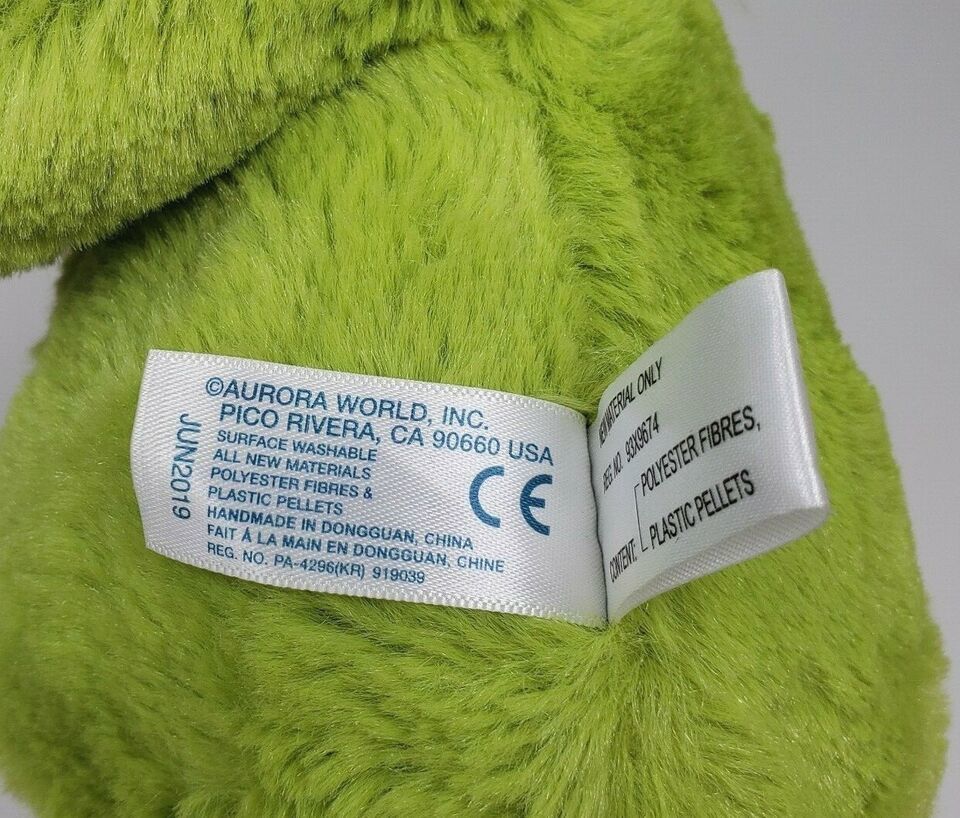 ©AURORA WORLD, INC.
PICO RIVERA, CA 90660 USA
SURFACE WASHABLE
ALL NEW MATERIALS
POLYESTER FIBRES &
PLASTIC PELLETS
HANDMADE IN DONGGUAN, CHINA
FAIT À LA MAIN EN DONGGUAN, CHINE
REG. NO. PA-4296(KR) 919039
JUN2019
CE
NEW MATERIAL ONLY
REG. NO. 93X9674
CONTENT: POLYESTER FIBRES,
PLASTIC PELLETS